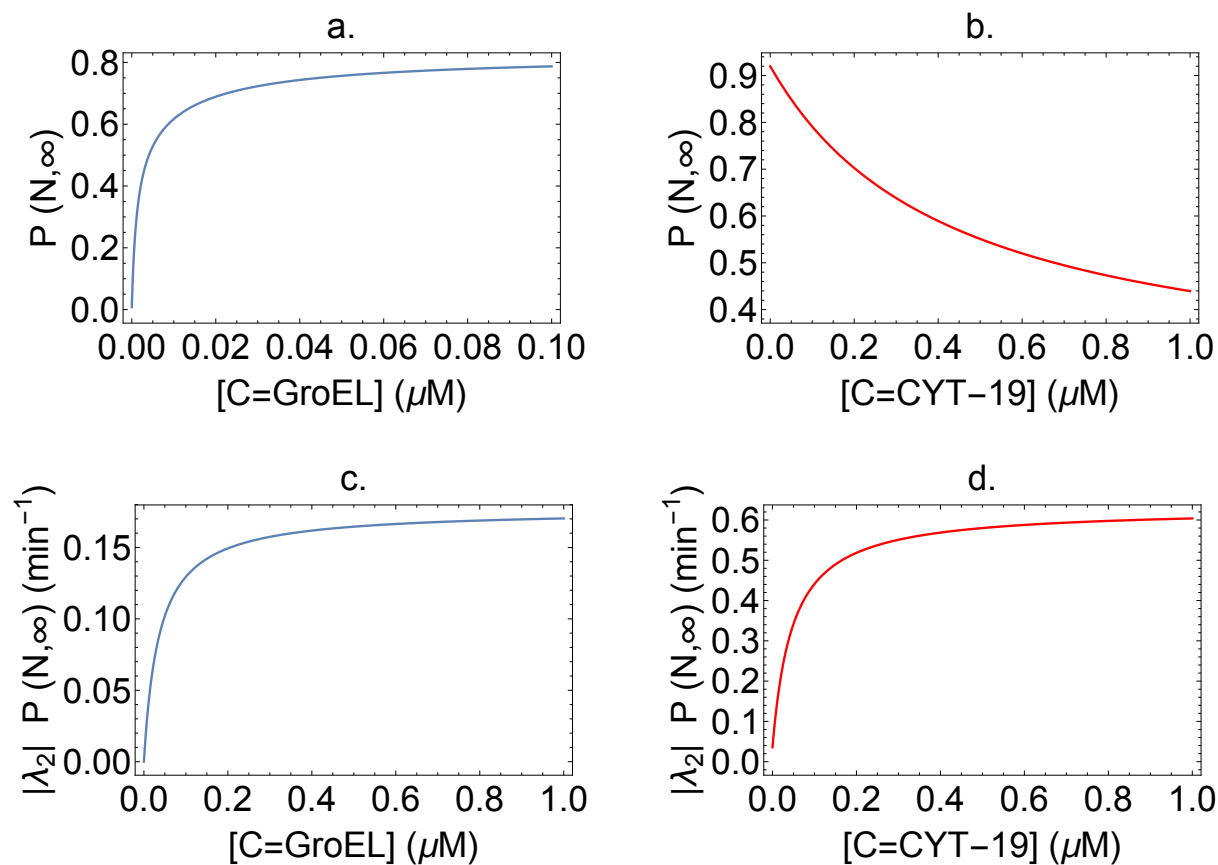 a.
P (N,∞)
0.8
0.6
0.4
0.2
0.0
0.00 0.02 0.04 0.06 0.08 0.10
[C=GroEL] (μM)
b.
P (N,∞)
0.9
0.8
0.7
0.6
0.5
0.4
0.0 0.2 0.4 0.6 0.8 1.0
[C=CYT−19] (μM)
c.
|λ₂| P (N,∞) (min⁻¹)
0.15
0.10
0.05
0.00
0.0 0.2 0.4 0.6 0.8 1.0
[C=GroEL] (μM)
d.
|λ₂| P (N,∞) (min⁻¹)
0.6
0.5
0.4
0.3
0.2
0.1
0.0
0.0 0.2 0.4 0.6 0.8 1.0
[C=CYT−19] (μM)